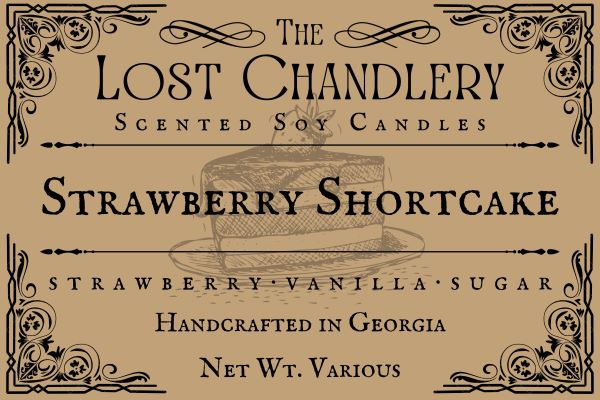 The
Lost Chandlery
Scented Soy Candles
Strawberry Shortcake
strawberry·vanilla·sugar
Handcrafted in Georgia
Net Wt. Various